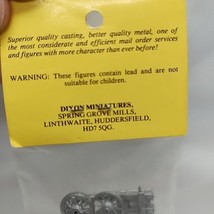 Superior quality casting, better quality metal, one of
the most considerate and efficient mail order services
and figures with more character than ever before!
WARNING: These figures contain lead and are not
suitable for children.
DIXON MINIATURES,
SPRING GROVE MILLS,
LINTHWAITE, HUDDERSFIELD,
HD7 5QG.